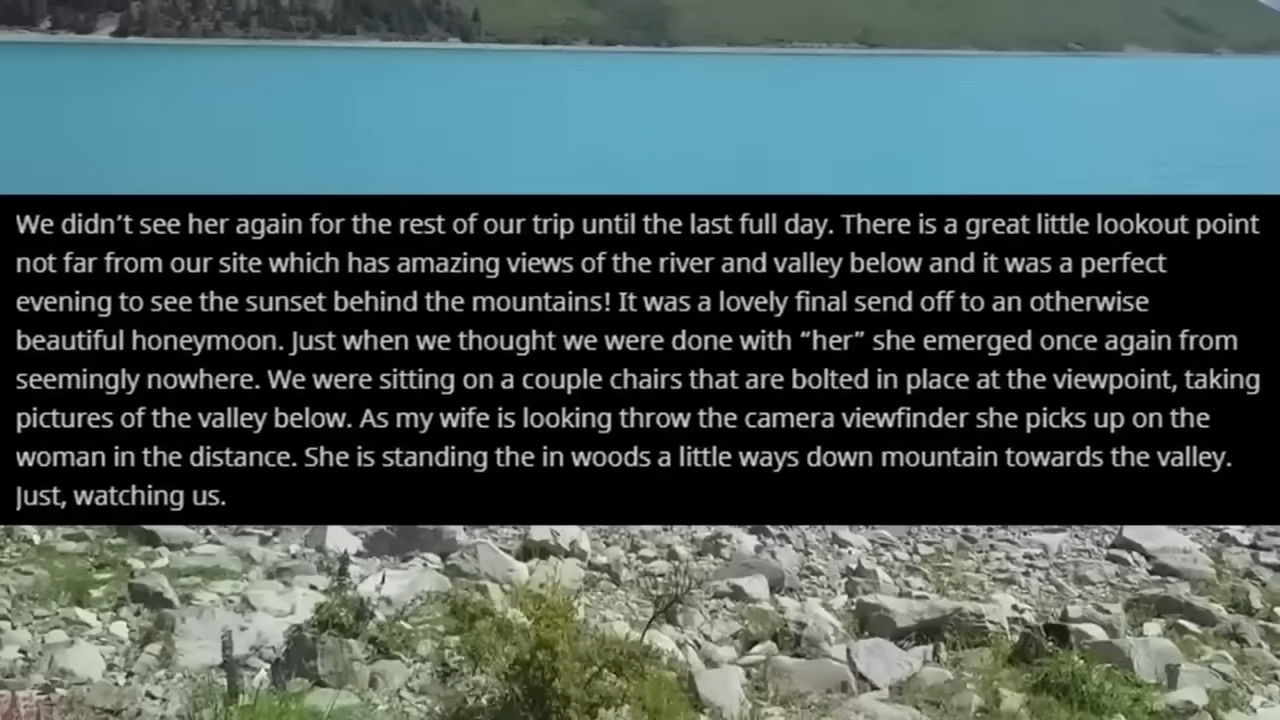 We didn’t see her again for the rest of our trip until the last full day. There is a great little lookout point
not far from our site which has amazing views of the river and valley below and it was a perfect
evening to see the sunset behind the mountains! It was a lovely final send off to an otherwise
beautiful honeymoon. Just when we thought we were done with “her” she emerged once again from
seemingly nowhere. We were sitting on a couple chairs that are bolted in place at the viewpoint, taking
pictures of the valley below. As my wife is looking throw the camera viewfinder she picks up on the
woman in the distance. She is standing the in woods a little ways down mountain towards the valley.
Just, watching us.